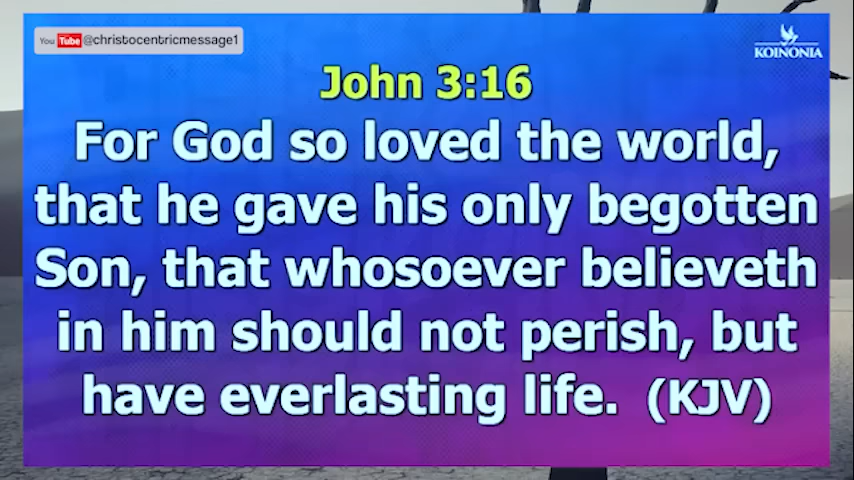 You Tube @christocentricmessage1
KOINONIA
John 3:16
For God so loved the world,
that he gave his only begotten
Son, that whosoever believeth
in him should not perish, but
have everlasting life. (KJV)